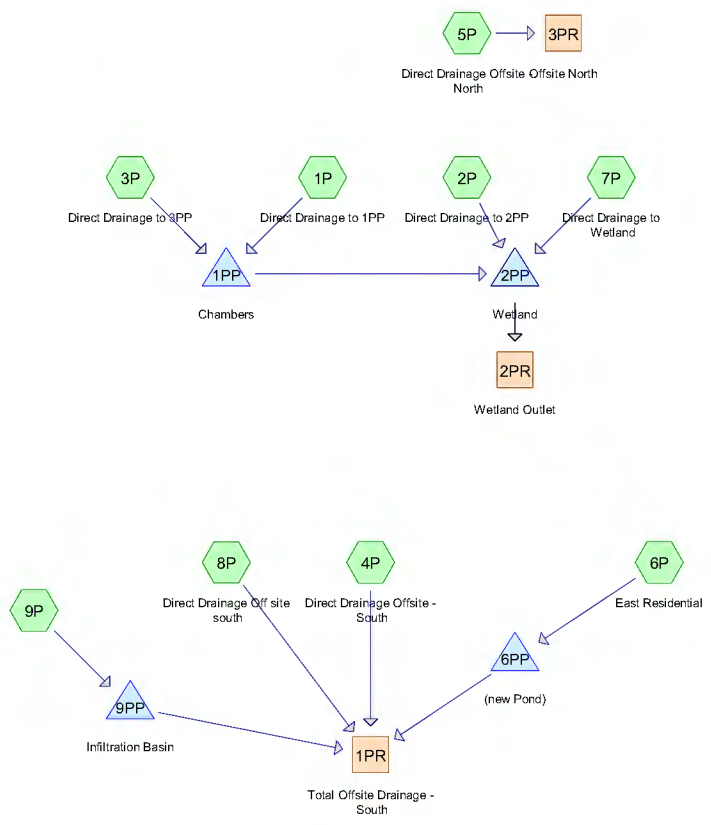 5P
3PR
Direct Drainage Offsite -
Offsite North
North
3P
1P
2P
7P
Direct Drainage to 3PP
Direct Drainage to 1PP
Direct Drainage to 2PP
Direct Drainage to
Wetland
1PP
2PP
Chambers
Wetland
2PR
Wetland Outlet
8P
4P
6P
Direct Drainage Off site
south
Direct Drainage Offsite -
South
East Residential
9P
6PP
(new Pond)
9PP
Infiltration Basin
1PR
Total Offsite Drainage -
South